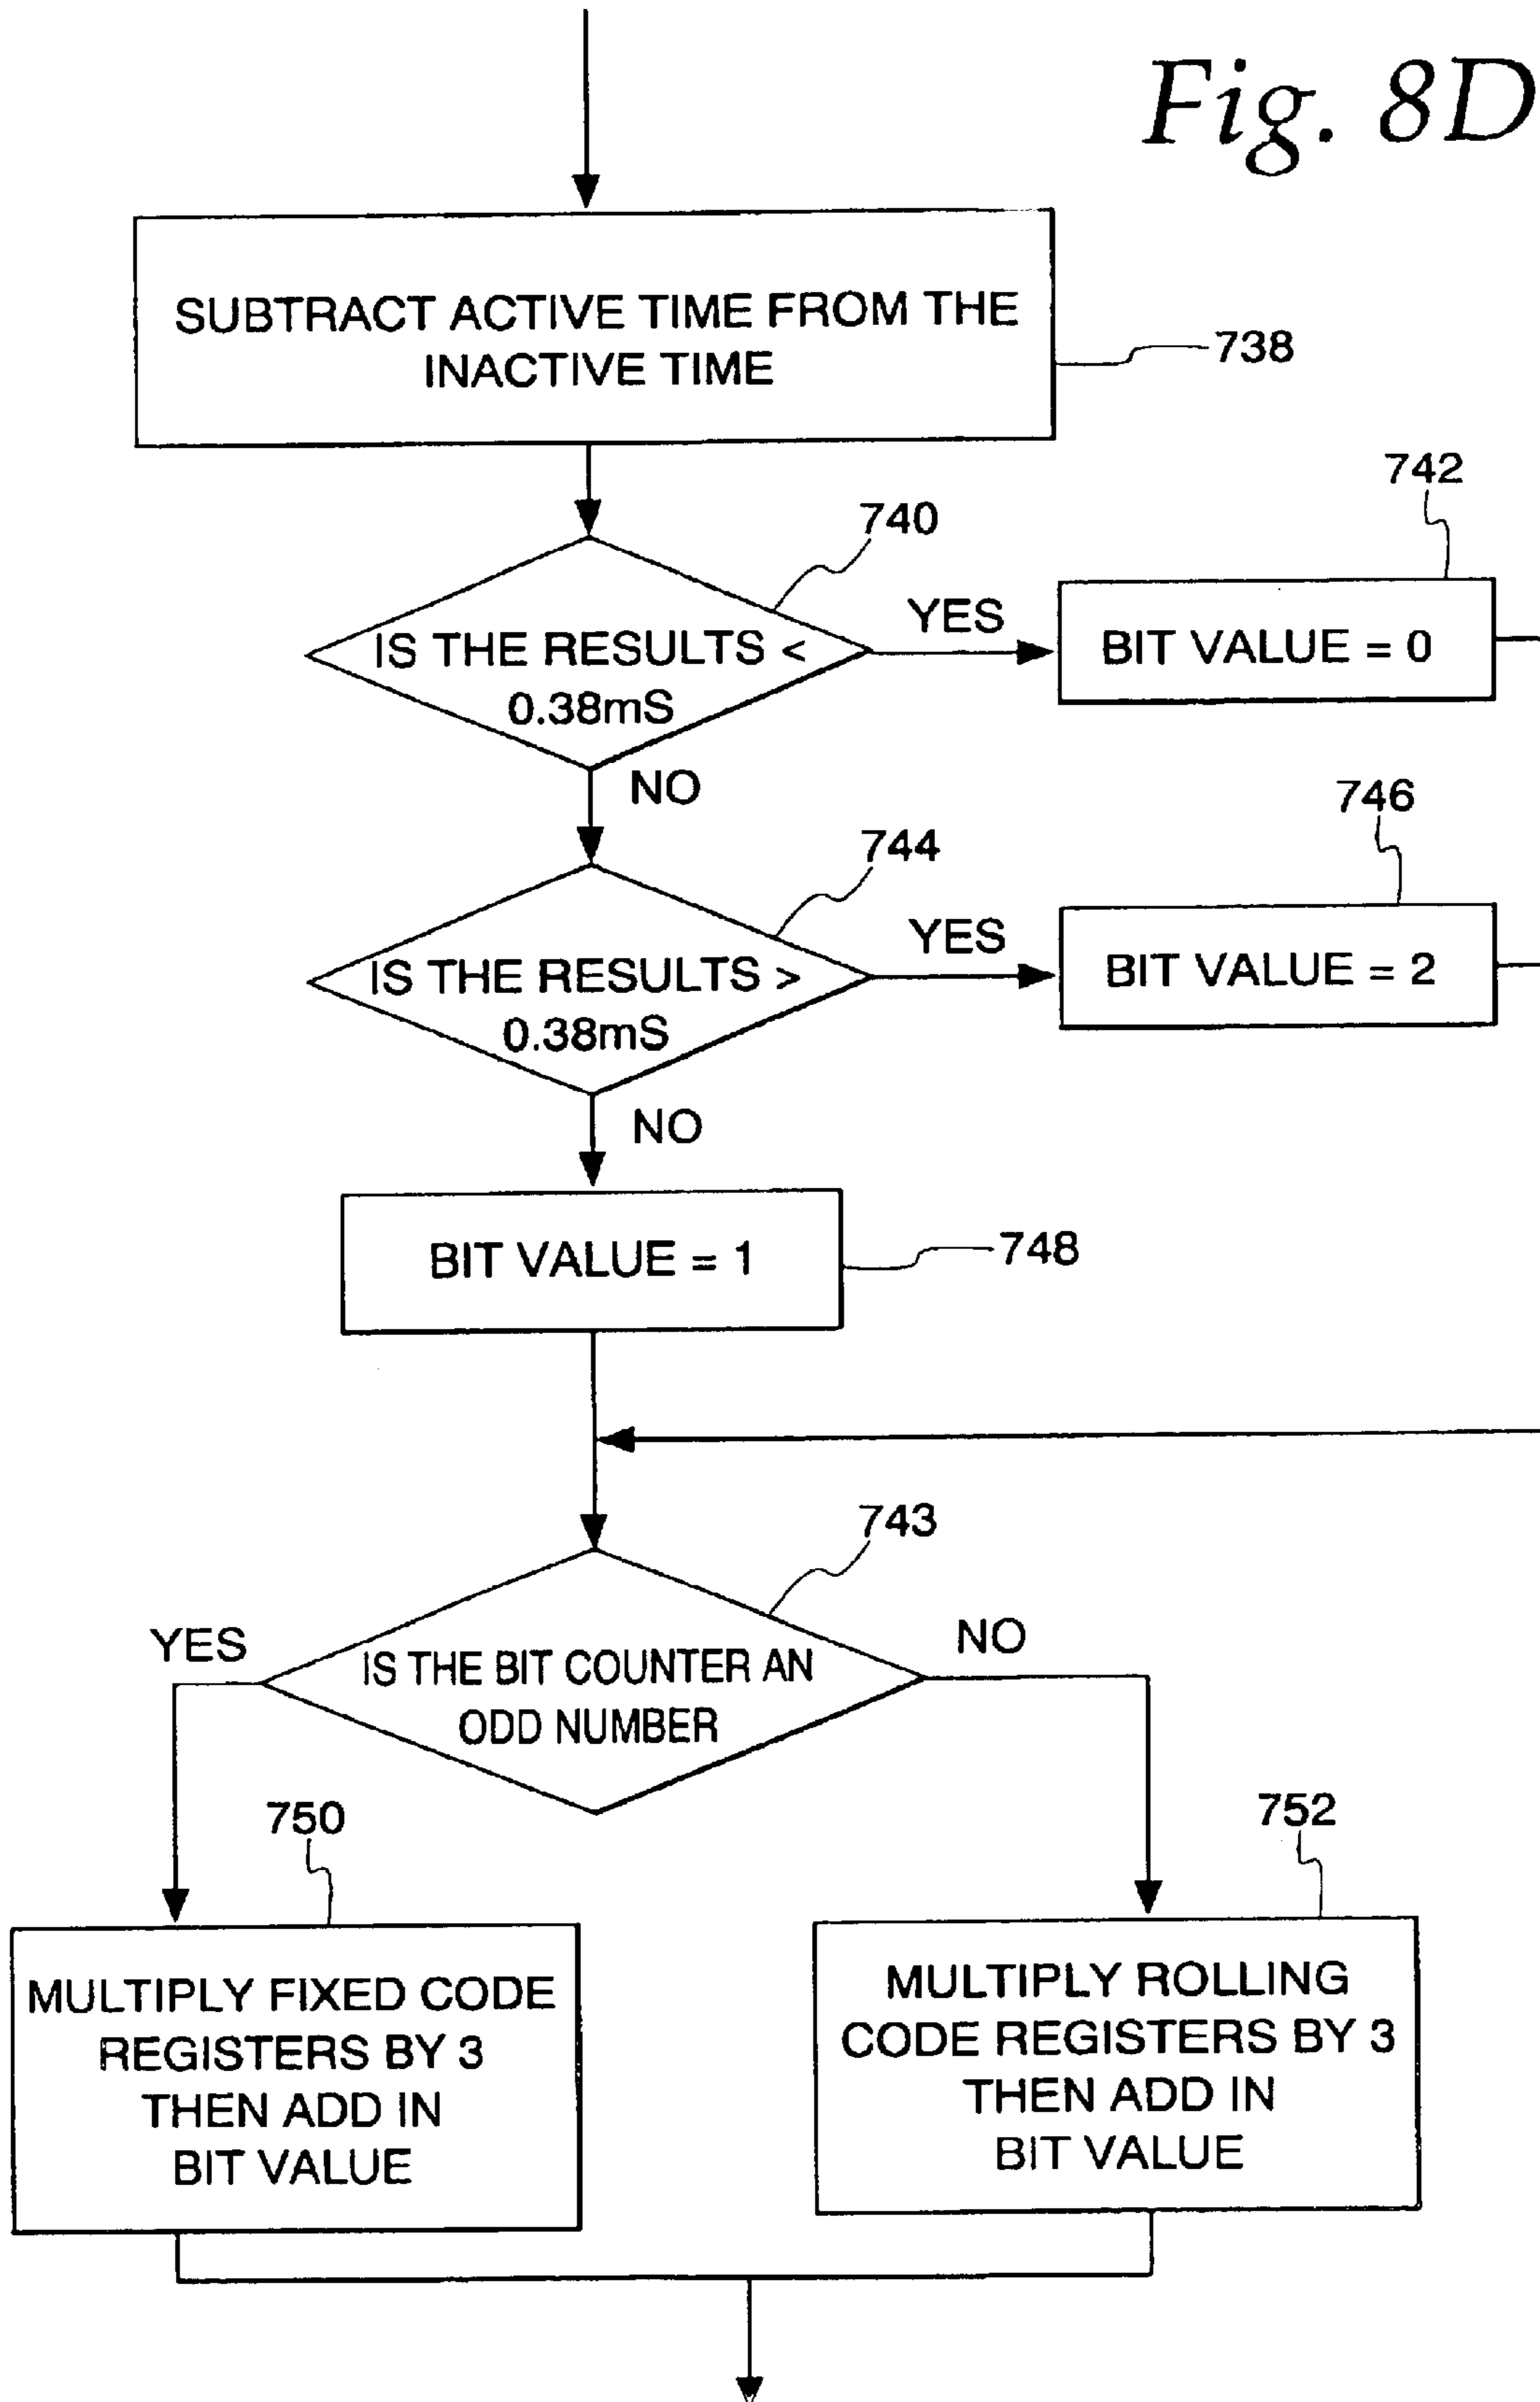 Fig. 8D
SUBTRACT ACTIVE TIME FROM THE
INACTIVE TIME
738
740
742
IS THE RESULTS <
0.38mS
YES
BIT VALUE = 0
NO
744
746
IS THE RESULTS >
0.38mS
YES
BIT VALUE = 2
NO
BIT VALUE = 1
748
743
YES
IS THE BIT COUNTER AN
ODD NUMBER
NO
750
752
MULTIPLY FIXED CODE
REGISTERS BY 3
THEN ADD IN
BIT VALUE
MULTIPLY ROLLING
CODE REGISTERS BY 3
THEN ADD IN
BIT VALUE